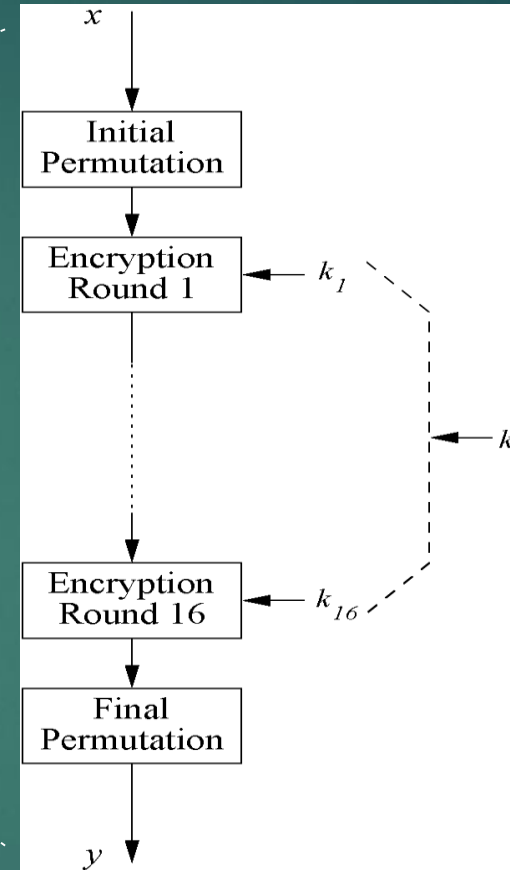 x
Initial
Permutation
Encryption
Round 1
k1
k
Encryption
Round 16
k16
Final
Permutation
y